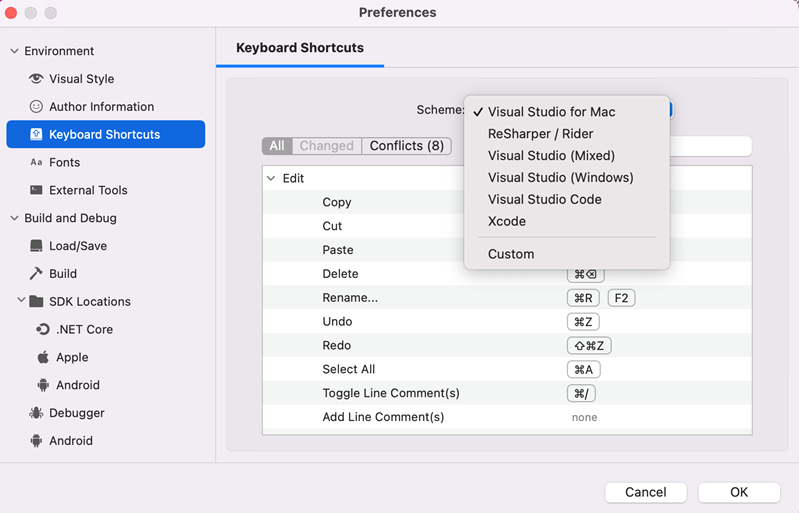 Preferences
Environment
Visual Style
Author Information
Keyboard Shortcuts
Aa Fonts
External Tools
Build and Debug
Load/Save
Build
SDK Locations
.NET Core
Apple
Android
Debugger
Android
Keyboard Shortcuts
Scheme:
✓ Visual Studio for Mac
ReSharper / Rider
Visual Studio (Mixed)
Visual Studio (Windows)
Visual Studio Code
Xcode
Custom
All Changed Conflicts (8)
Edit
Copy
Cut
Paste
Delete ⌘⌫
Rename... ⌘R F2
Undo ⌘Z
Redo ⇧⌘Z
Select All ⌘A
Toggle Line Comment(s) ⌘/
Add Line Comment(s) none
Cancel OK